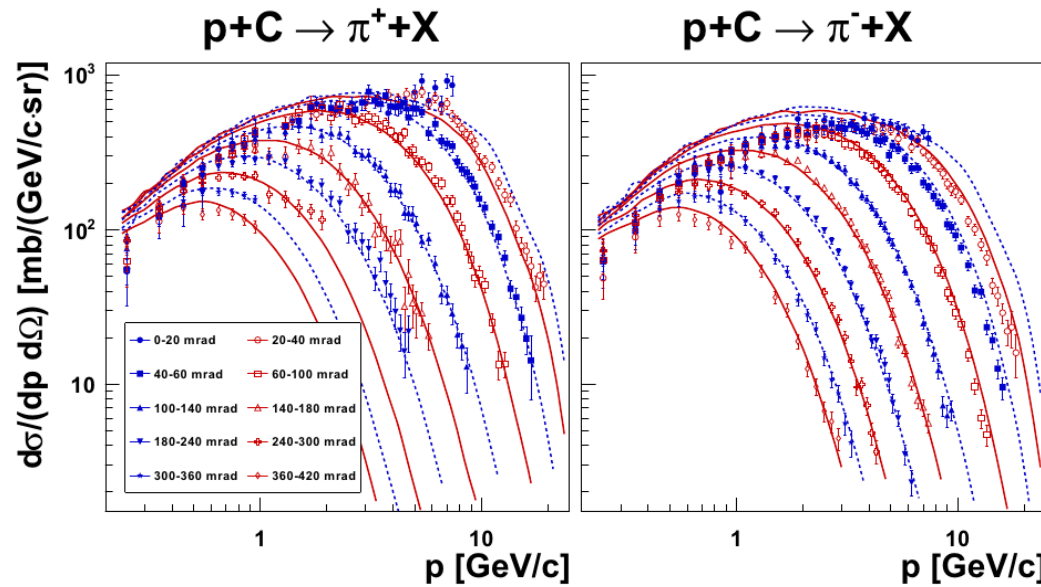 p+C → π⁺+X
p+C → π⁻+X
dσ/(dp dΩ) [mb/(GeV/c·sr)]
10³
10²
10
0-20 mrad
20-40 mrad
40-60 mrad
60-100 mrad
100-140 mrad
140-180 mrad
180-240 mrad
240-300 mrad
300-360 mrad
360-420 mrad
1
10
1
10
p [GeV/c]
p [GeV/c]